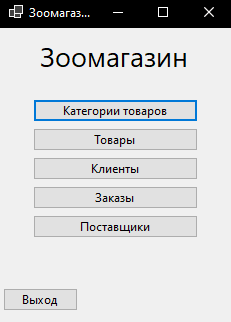 Зоомагаз...
Зоомагазин
Категории товаров
Товары
Клиенты
Заказы
Поставщики
Выход